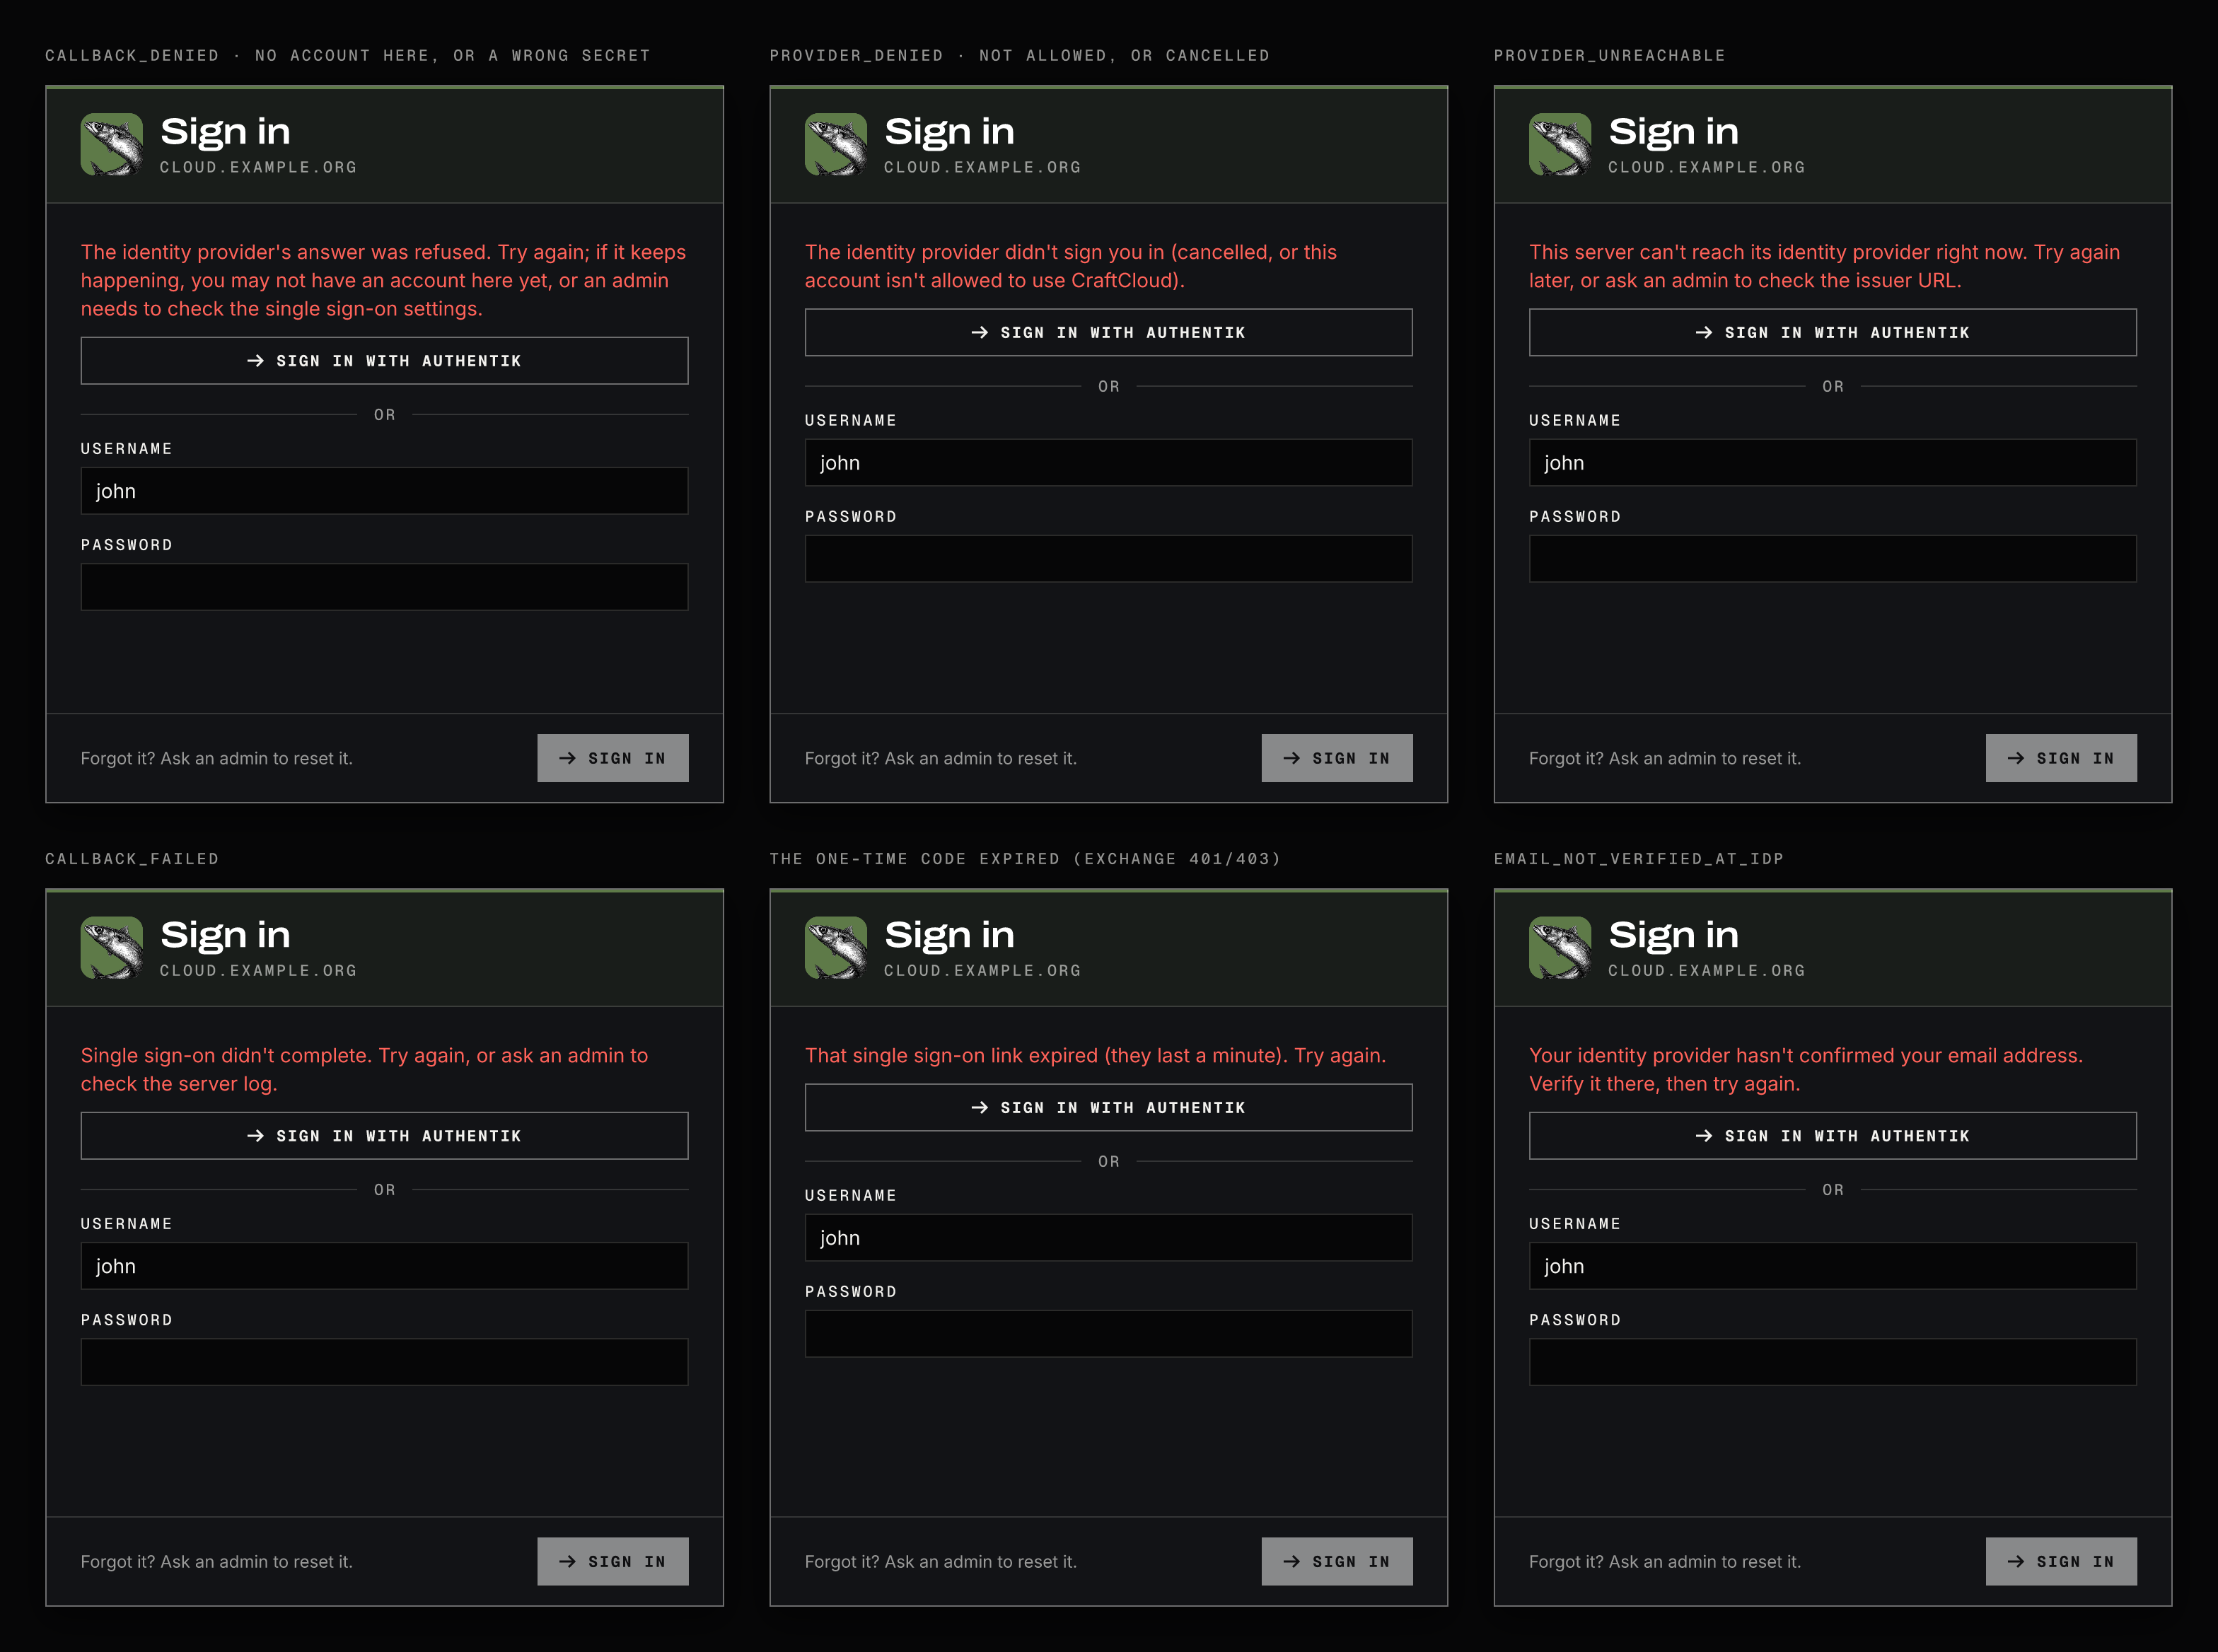 CALLBACK_DENIED · NO ACCOUNT HERE, OR A WRONG SECRET
Sign in
CLOUD.EXAMPLE.ORG
The identity provider's answer was refused. Try again; if it keeps
happening, you may not have an account here yet, or an admin
needs to check the single sign-on settings.
→ SIGN IN WITH AUTHENTIK
OR
USERNAME
john
PASSWORD
Forgot it? Ask an admin to reset it.
→ SIGN IN
PROVIDER_DENIED · NOT ALLOWED, OR CANCELLED
Sign in
CLOUD.EXAMPLE.ORG
The identity provider didn't sign you in (cancelled, or this
account isn't allowed to use CraftCloud).
→ SIGN IN WITH AUTHENTIK
OR
USERNAME
john
PASSWORD
Forgot it? Ask an admin to reset it.
→ SIGN IN
PROVIDER_UNREACHABLE
Sign in
CLOUD.EXAMPLE.ORG
This server can't reach its identity provider right now. Try again
later, or ask an admin to check the issuer URL.
→ SIGN IN WITH AUTHENTIK
OR
USERNAME
john
PASSWORD
Forgot it? Ask an admin to reset it.
→ SIGN IN
CALLBACK_FAILED
Sign in
CLOUD.EXAMPLE.ORG
Single sign-on didn't complete. Try again, or ask an admin to
check the server log.
→ SIGN IN WITH AUTHENTIK
OR
USERNAME
john
PASSWORD
Forgot it? Ask an admin to reset it.
→ SIGN IN
THE ONE-TIME CODE EXPIRED (EXCHANGE 401/403)
Sign in
CLOUD.EXAMPLE.ORG
That single sign-on link expired (they last a minute). Try again.
→ SIGN IN WITH AUTHENTIK
OR
USERNAME
john
PASSWORD
Forgot it? Ask an admin to reset it.
→ SIGN IN
EMAIL_NOT_VERIFIED_AT_IDP
Sign in
CLOUD.EXAMPLE.ORG
Your identity provider hasn't confirmed your email address.
Verify it there, then try again.
→ SIGN IN WITH AUTHENTIK
OR
USERNAME
john
PASSWORD
Forgot it? Ask an admin to reset it.
→ SIGN IN